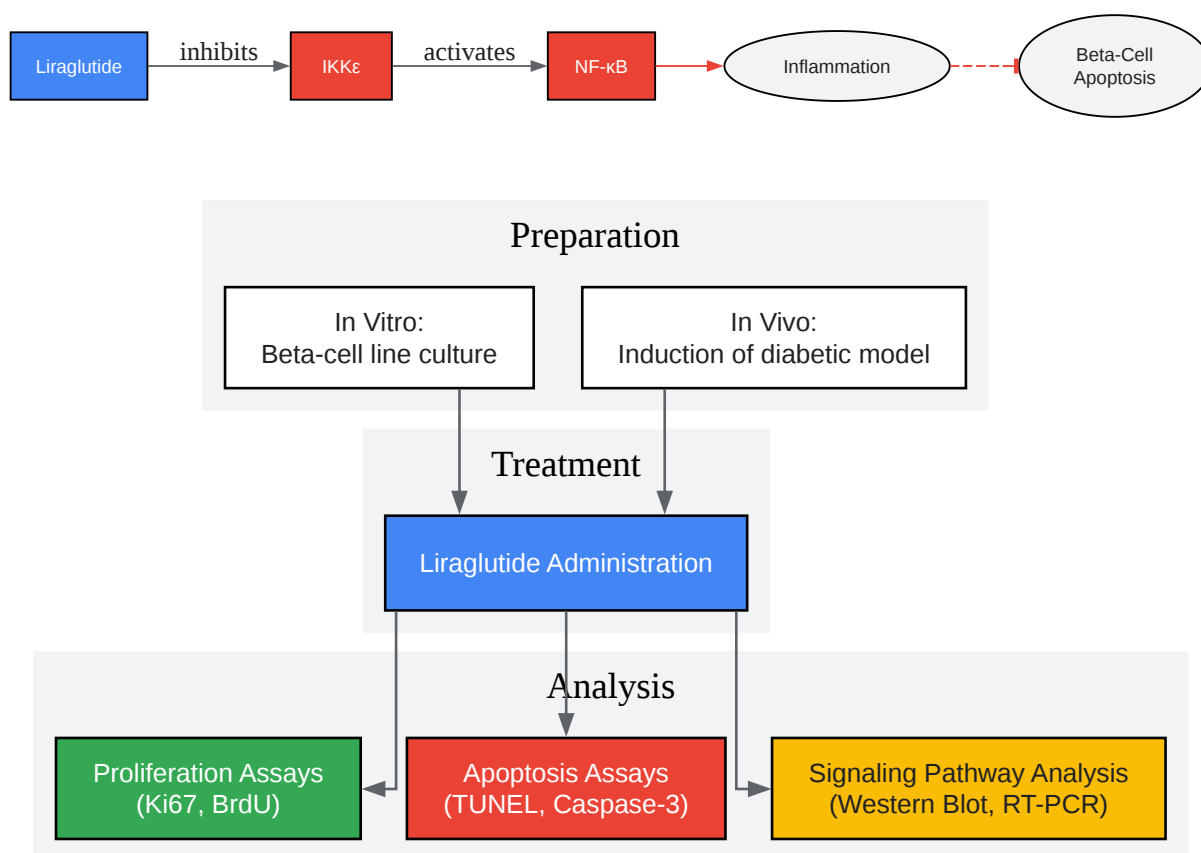 Liraglutide
inhibits
IKKε
activates
NF-κB
Inflammation
Beta-Cell
Apoptosis
Preparation
In Vitro:
Beta-cell line culture
In Vivo:
Induction of diabetic model
Treatment
Liraglutide Administration
Analysis
Proliferation Assays
(Ki67, BrdU)
Apoptosis Assays
(TUNEL, Caspase-3)
Signaling Pathway Analysis
(Western Blot, RT-PCR)